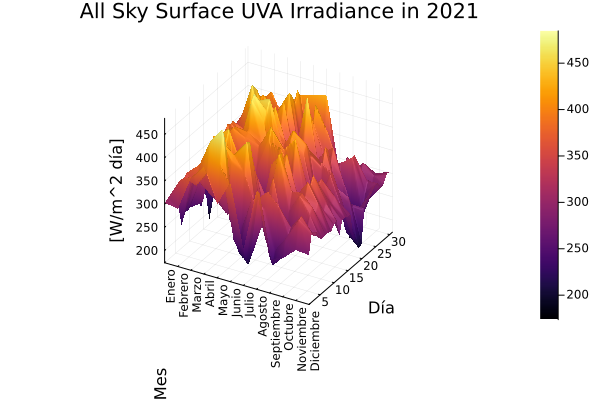 All Sky Surface UVA Irradiance in 2021
[W/m^2 día]
450
400
350
300
250
200
Enero
Febrero
Marzo
Abril
Mayo
Junio
Julio
Agosto
Septiembre
Octubre
Noviembre
Diciembre
Mes
5
10
15
20
25
30
Día
450
400
350
300
250
200